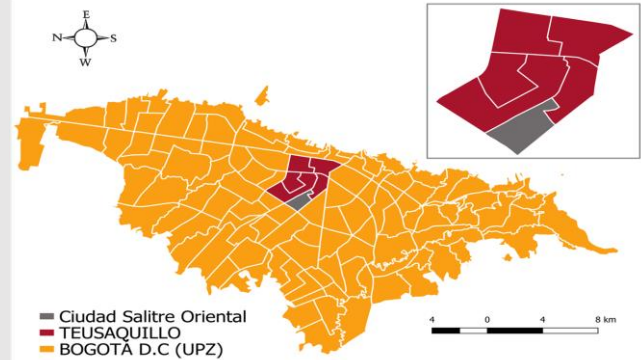 E
N S
W
Ciudad Salitre Oriental
TEUSAQUILLO
BOGOTÁ D.C (UPZ)
4 0 4 8 km